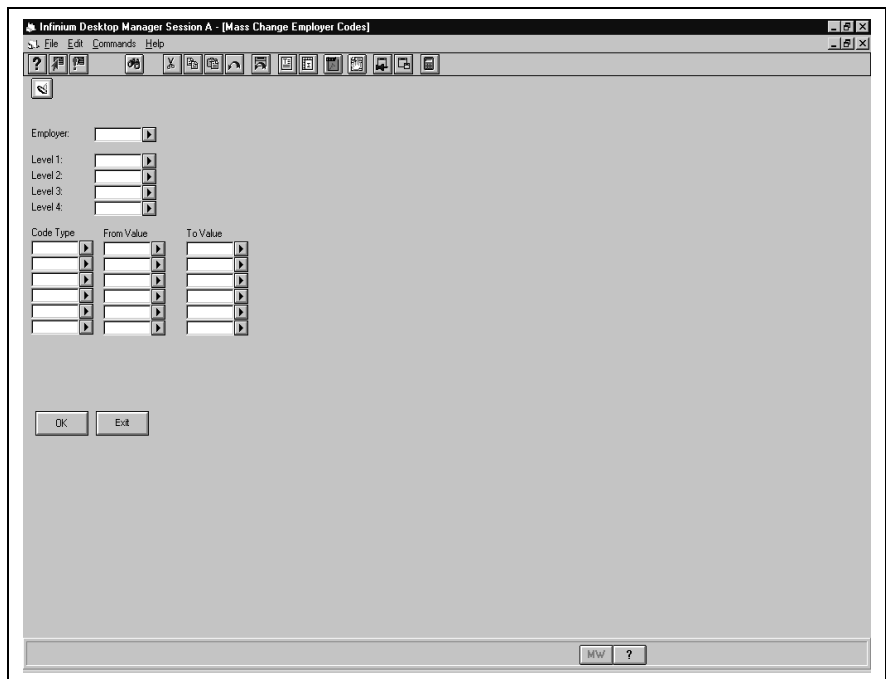 Infinium Desktop Manager Session A - [Mass Change Employer Codes]
File Edit Commands Help
Employer:
Level 1:
Level 2:
Level 3:
Level 4:
Code Type From Value To Value
OK Exit
MW ?